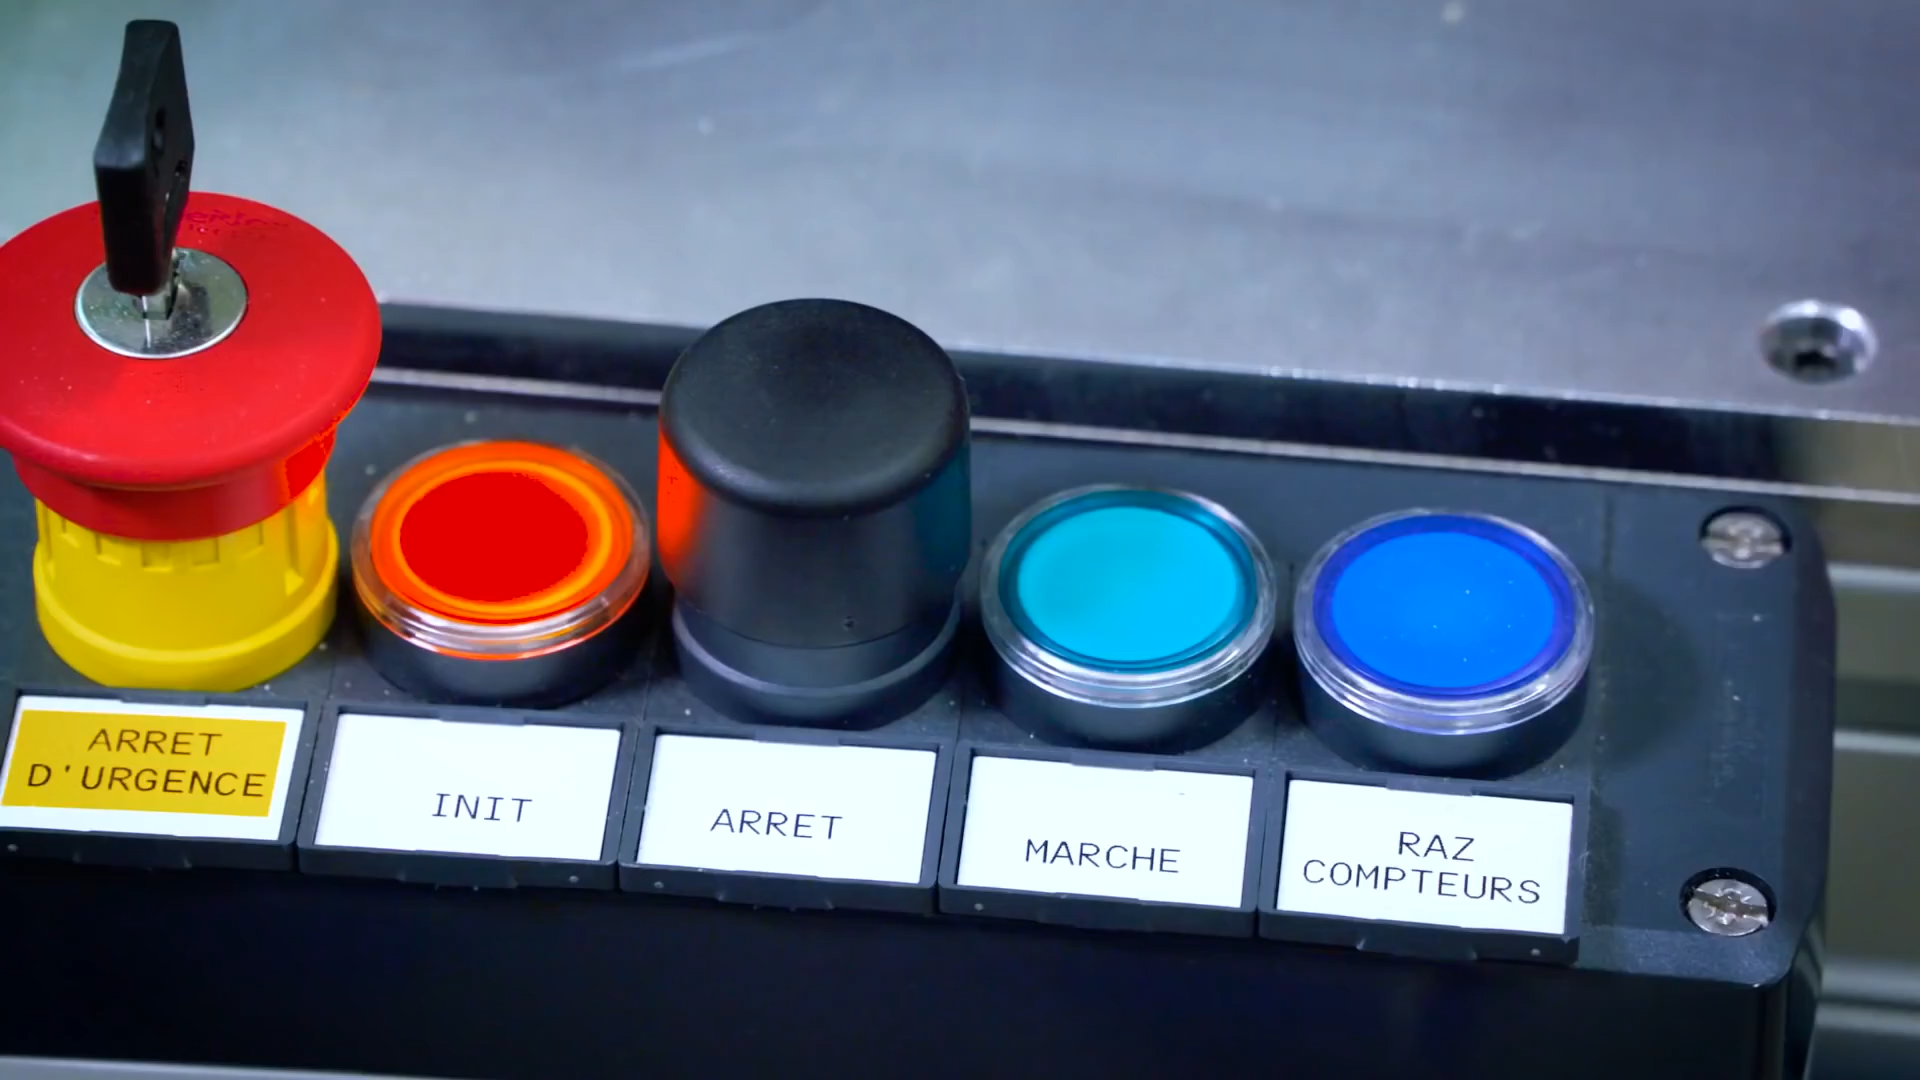 ARRET
D'URGENCE
INIT
ARRET
MARCHE
RAZ
COMPTEURS